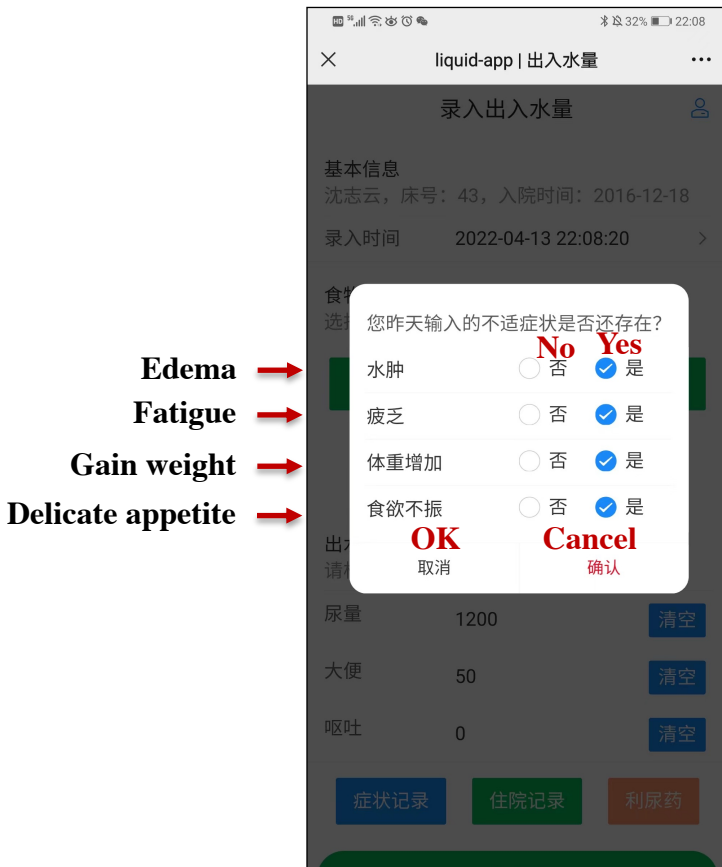 HD 5G 32% 22:08
liquid-app | 出入水量
录入出入水量
基本信息
沈志云，床号：43，入院时间：2016-12-18
录入时间 2022-04-13 22:08:20
食物
选择
您昨天输入的不适症状是否还存在?
No Yes
Edema 水肿 否 是
Fatigue 疲乏 否 是
Gain weight 体重增加 否 是
Delicate appetite 食欲不振 否 是
OK Cancel
取消 确认
出
请
尿量 1200 清空
大便 50 清空
呕吐 0 清空
症状记录 住院记录 利尿药